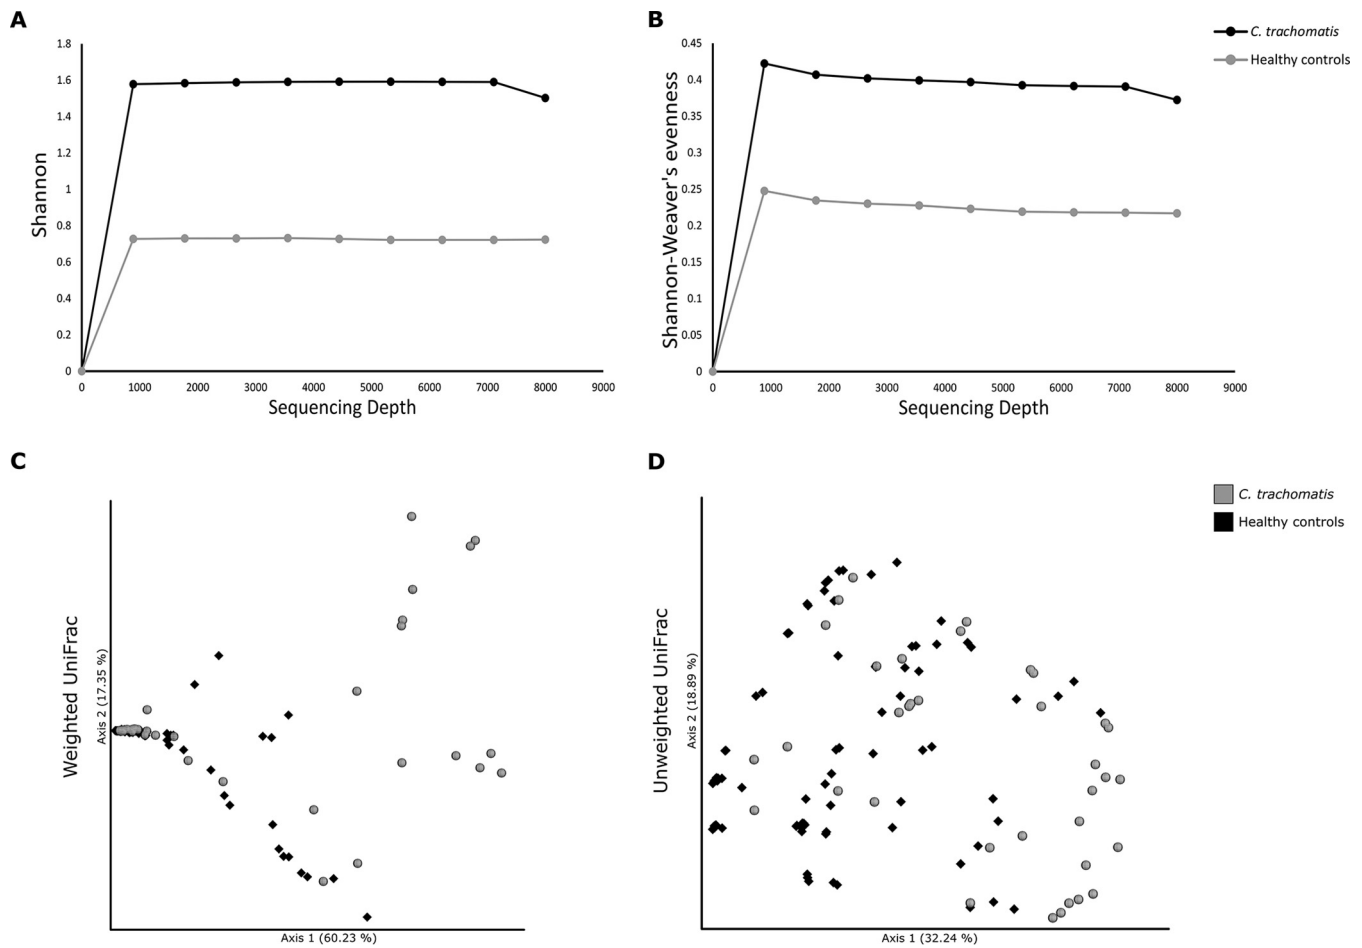 A
Shannon
1.8
1.6
1.4
1.2
1
0.8
0.6
0.4
0.2
0
0 1000 2000 3000 4000 5000 6000 7000 8000 9000
Sequencing Depth
B
Shannon-Weaver's evenness
0.45
0.4
0.35
0.3
0.25
0.2
0.15
0.1
0.05
0
0 1000 2000 3000 4000 5000 6000 7000 8000 9000
Sequencing Depth
C. trachomatis
Healthy controls
C
Weighted UniFrac
Axis 2 (17.35 %)
Axis 1 (60.23 %)
D
Unweighted UniFrac
Axis 2 (18.89 %)
Axis 1 (32.24 %)
C. trachomatis
Healthy controls